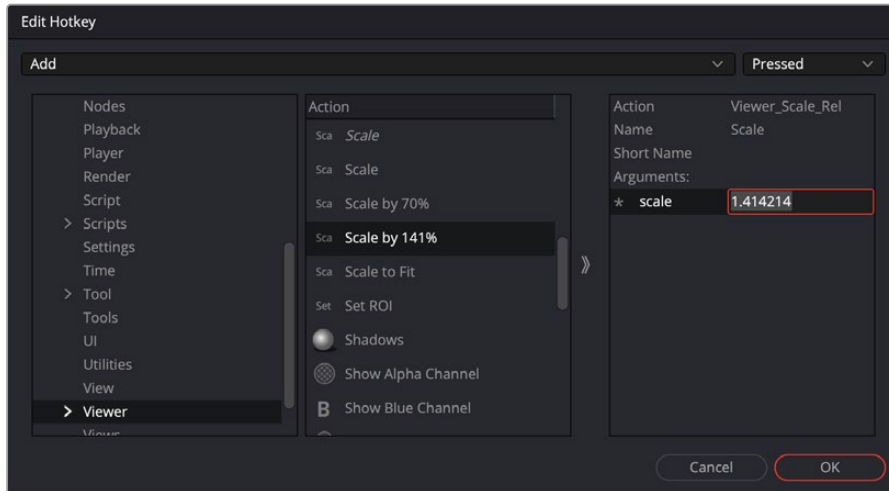 Edit Hotkey
Add
Pressed
Nodes
Playback
Player
Render
Script
Scripts
Settings
Time
Tool
Tools
UI
Utilities
View
Viewer
Views
Action
Sca Scale
Sca Scale
Sca Scale by 70%
Sca Scale by 141%
Sca Scale to Fit
Set Set ROI
Shadows
Show Alpha Channel
B Show Blue Channel
Action Viewer_Scale_Rel
Name Scale
Short Name
Arguments:
* scale 1.414214
Cancel
OK